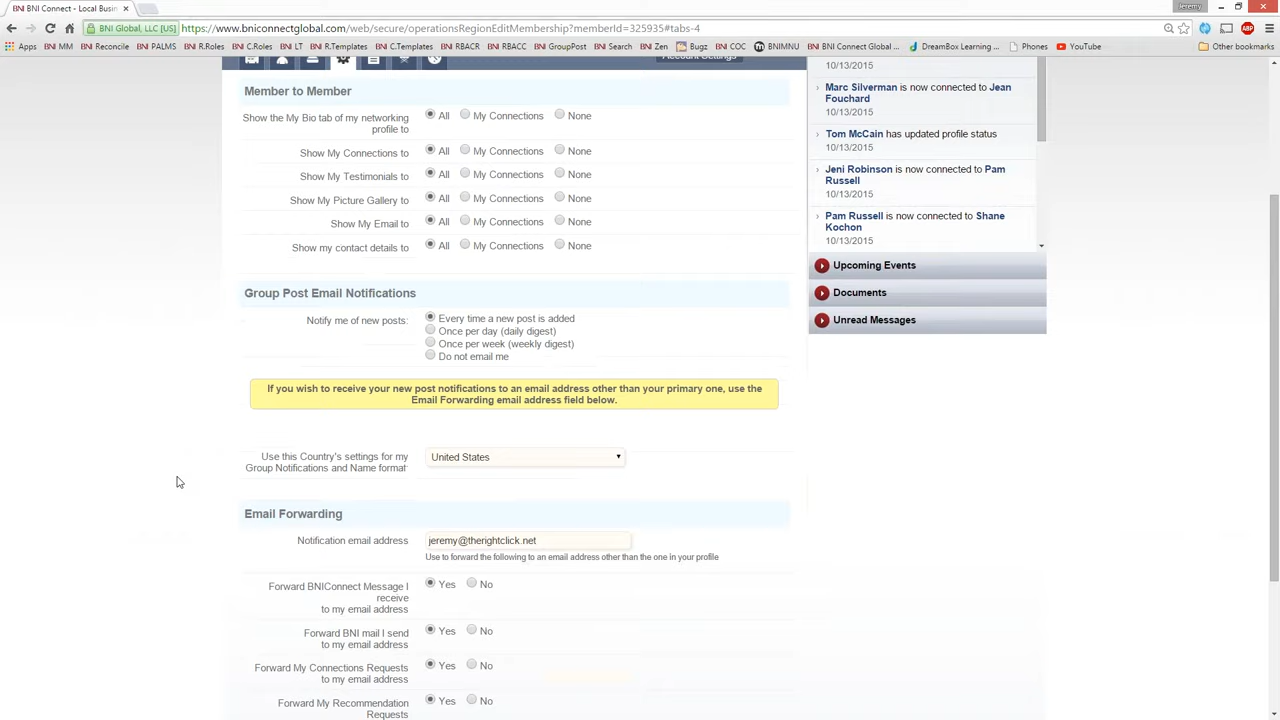 BNI Connect - Local Busin
Jeremy
BNI Global, LLC [US]
https://www.bniconnectglobal.com/web/secure/operationsRegionEditMembership?memberId=325935#tabs-4
Apps BNI MM Reconcile PALMS R.Roles C.Roles LT R.Templates C.Templates RBACR RBACC GroupPost Search Zen Bugz BNI COC BNIMNU BNI Connect Global ... DreamBox Learning ... Phones YouTube Other bookmarks
Account Settings
Member to Member
Show the My Bio tab of my networking profile to All My Connections None
Show My Connections to All My Connections None
Show My Testimonials to All My Connections None
Show My Picture Gallery to All My Connections None
Show My Email to All My Connections None
Show my contact details to All My Connections None
Group Post Email Notifications
Notify me of new posts: Every time a new post is added
Once per day (daily digest)
Once per week (weekly digest)
Do not email me
If you wish to receive your new post notifications to an email address other than your primary one, use the
Email Forwarding email address field below.
Use this Country's settings for my
Group Notifications and Name format
United States
Email Forwarding
Notification email address jeremy@therightclick.net
Use to forward the following to an email address other than the one in your profile
Forward BNIConnect Message I
receive
to my email address
Yes No
Forward BNI mail I send
to my email address
Yes No
Forward My Connections Requests
to my email address
Yes No
Forward My Recommendation
Requests
Yes No
10/13/2015
Marc Silverman is now connected to Jean
Fouchard
10/13/2015
Tom McCain has updated profile status
10/13/2015
Jeni Robinson is now connected to Pam
Russell
10/13/2015
Pam Russell is now connected to Shane
Kochon
10/13/2015
Upcoming Events
Documents
Unread Messages